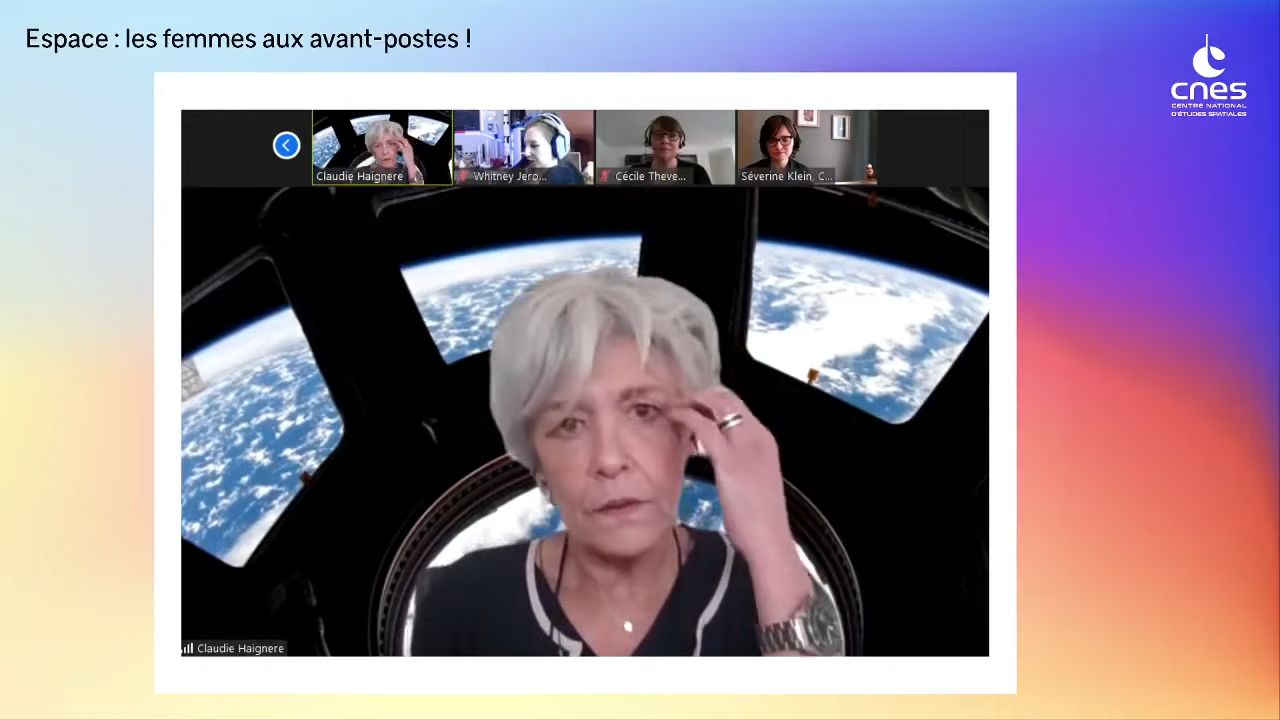 Espace : les femmes aux avant-postes !
cnes
CENTRE NATIONAL
D'ÉTUDES SPATIALES
Claudie Haignere
Whitney Jero...
Cécile Theve...
Séverine Klein, C...
Claudie Haignere